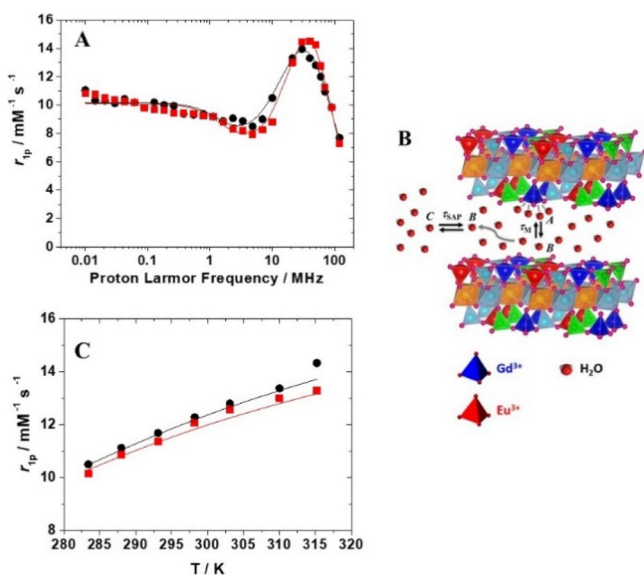 A
r1p / mM-1 s-1
16
14
12
10
8
6
4
2
0
0.01
0.1
1
10
100
Proton Larmor Frequency / MHz
B
C
τSAP
B
A
τM
B
Gd3+
H2O
Eu3+
C
r1p / mM-1 s-1
16
14
12
10
8
280
285
290
295
300
305
310
315
320
T / K